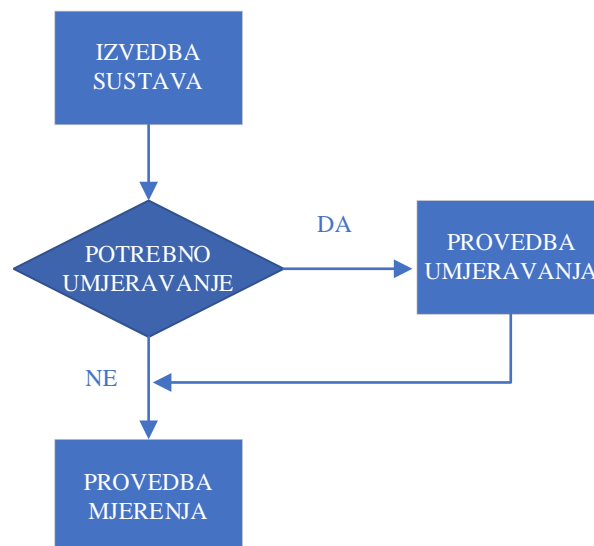 IZVEDBA
SUSTAVA
POTREBNO
UMJERAVANJE
DA
PROVEDBA
UMJERAVANJA
NE
PROVEDBA
MJERENJA